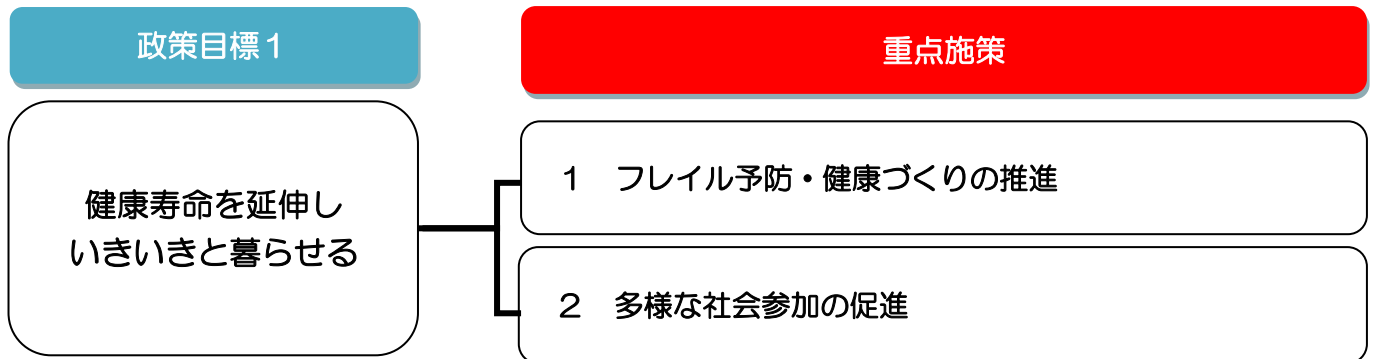 政策目標１
重点施策
健康寿命を延伸し
いきいきと暮らせる
１　フレイル予防・健康づくりの推進
２　多様な社会参加の促進